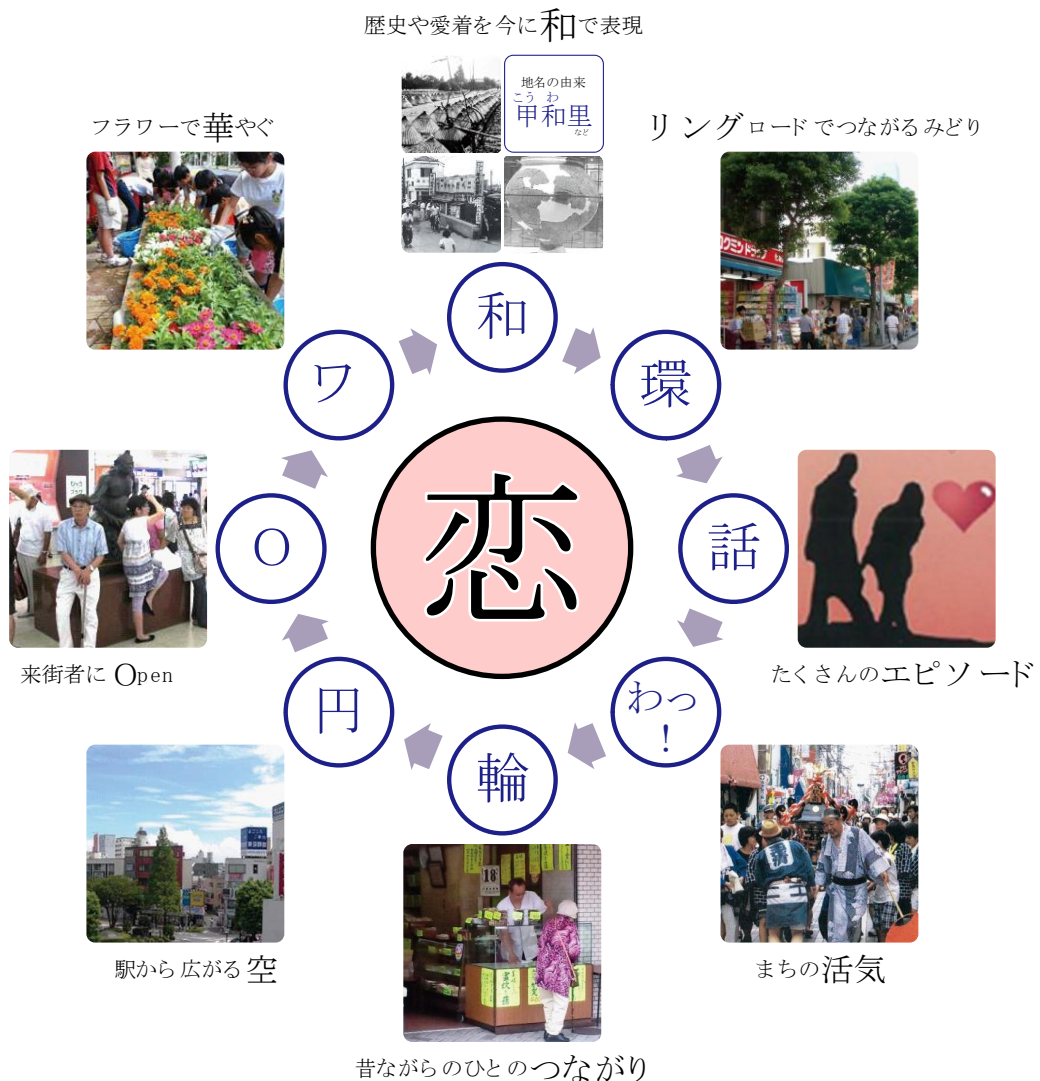 歴史や愛着を今に和で表現
地名の由来
こう わ
甲和里
など
フラワーで華やぐ
リングロードでつながるみどり
和
ワ
環
恋
O
話
来街者に Open
たくさんのエピソード
円
わっ
!
輪
駅から広がる空
まちの活気
18
昔ながらのひとのつながり